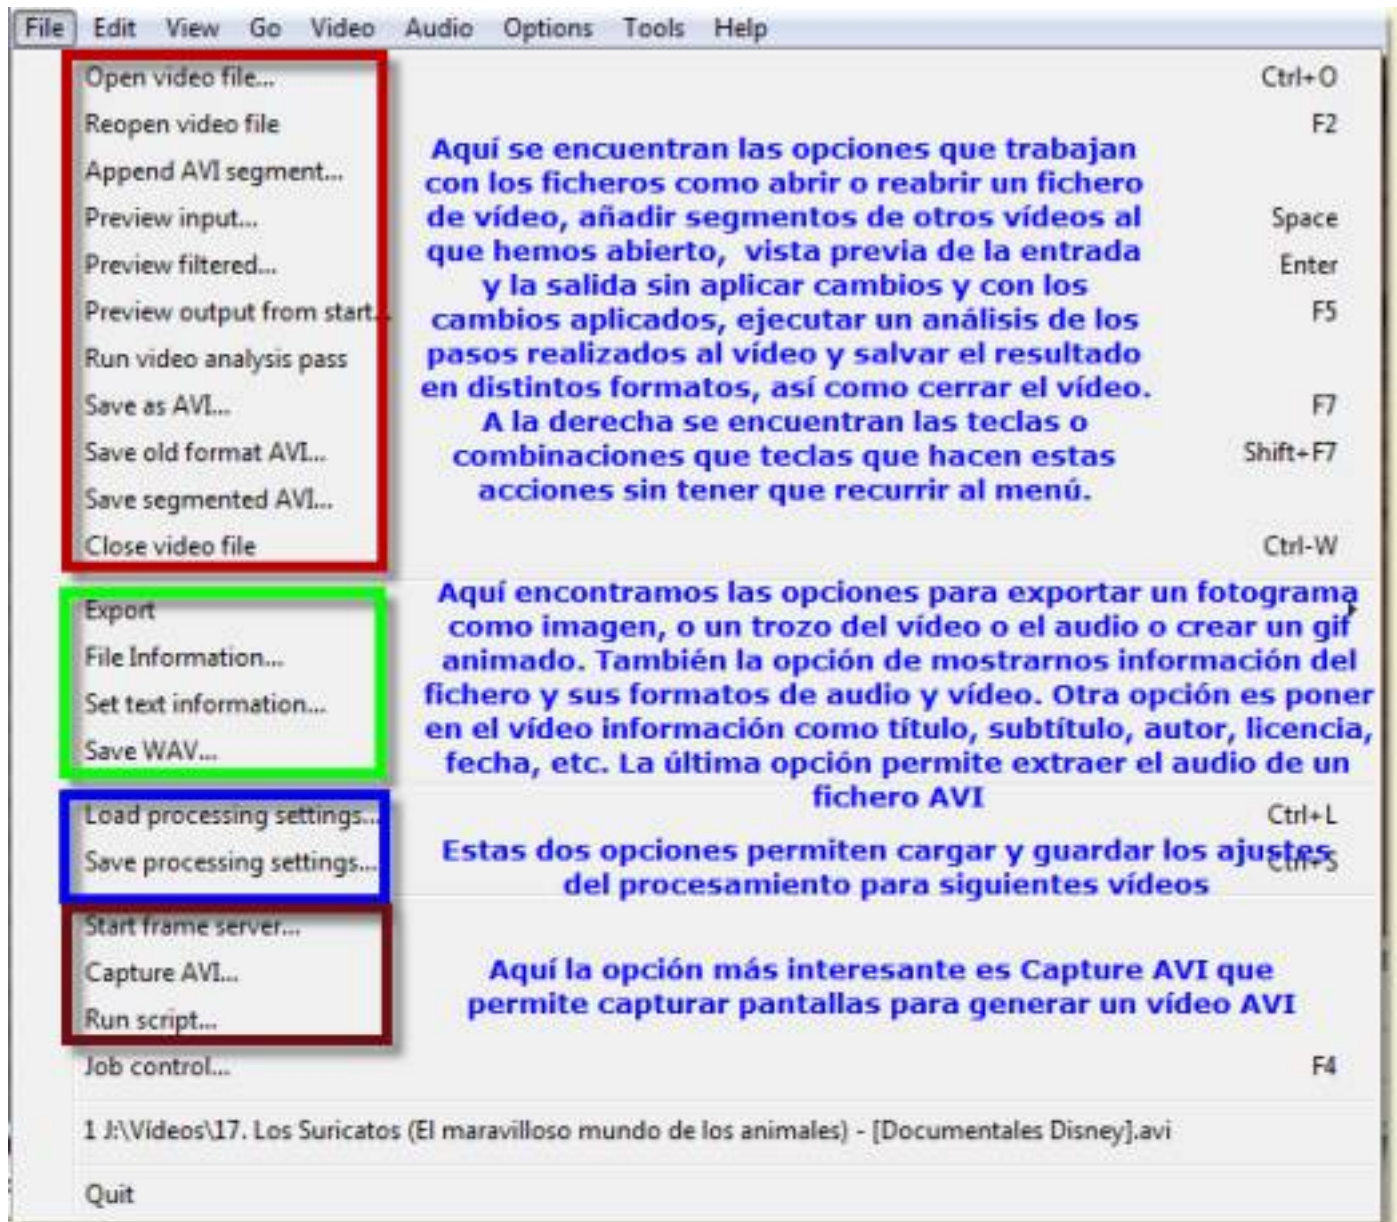 File Edit View Go Video Audio Options Tools Help
Open video file... Ctrl+O
Reopen video file F2
Append AVI segment...
Preview input... Space
Preview filtered... Enter
Preview output from start... F5
Run video analysis pass
Save as AVI... F7
Save old format AVI... Shift+F7
Save segmented AVI...
Close video file Ctrl-W
Aquí se encuentran las opciones que trabajan
con los ficheros como abrir o reabrir un fichero
de vídeo, añadir segmentos de otros vídeos al
que hemos abierto, vista previa de la entrada
y la salida sin aplicar cambios y con los
cambios aplicados, ejecutar un análisis de los
pasos realizados al vídeo y salvar el resultado
en distintos formatos, así como cerrar el vídeo.
A la derecha se encuentran las teclas o
combinaciones que teclas que hacen estas
acciones sin tener que recurrir al menú.
Export
File Information...
Set text information...
Save WAV...
Aquí encontramos las opciones para exportar un fotograma
como imagen, o un trozo del vídeo o el audio o crear un gif
animado. También la opción de mostrarnos información del
fichero y sus formatos de audio y vídeo. Otra opción es poner
en el vídeo información como título, subtítulo, autor, licencia,
fecha, etc. La última opción permite extraer el audio de un
fichero AVI
Load processing settings... Ctrl+L
Save processing settings... Ctrl+S
Estas dos opciones permiten cargar y guardar los ajustes
del procesamiento para siguientes vídeos
Start frame server...
Capture AVI...
Run script...
Aquí la opción más interesante es Capture AVI que
permite capturar pantallas para generar un vídeo AVI
Job control... F4
1 J:\Vídeos\17. Los Suricatos (El maravilloso mundo de los animales) - [Documentales Disney].avi
Quit